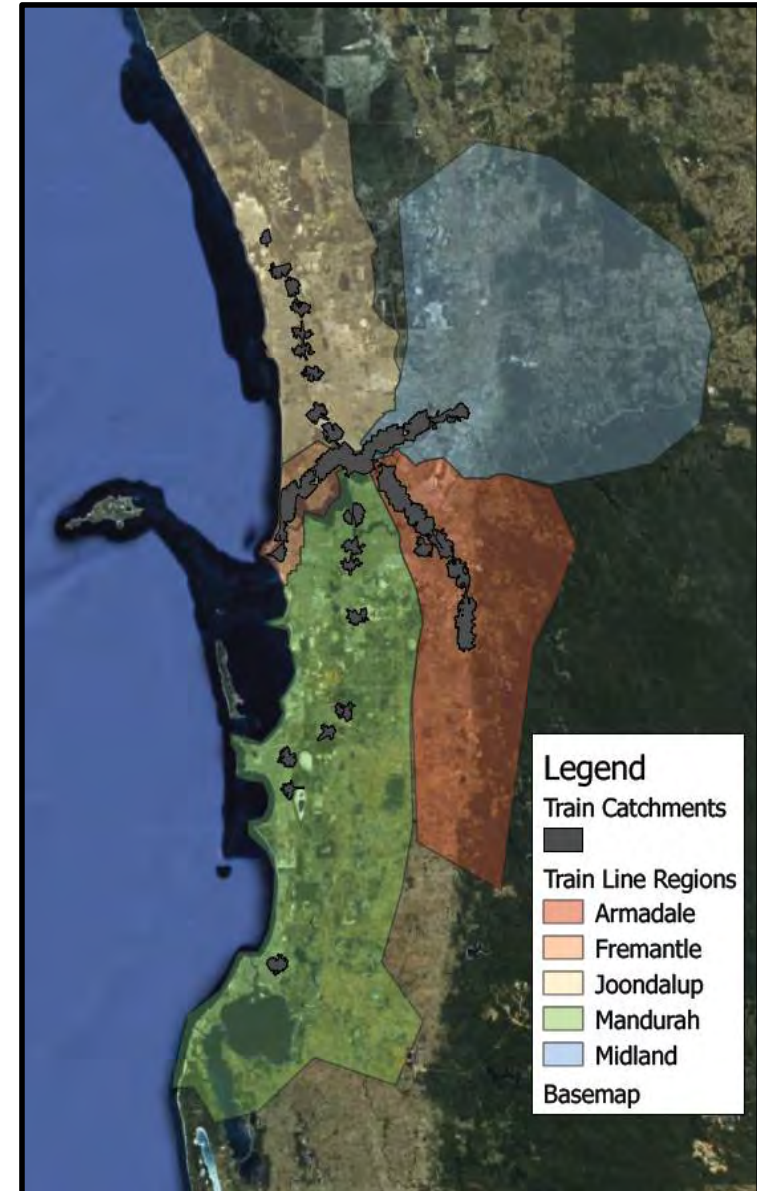 Legend
Train Catchments
Train Line Regions
Armadale
Fremantle
Joondalup
Mandurah
Midland
Basemap